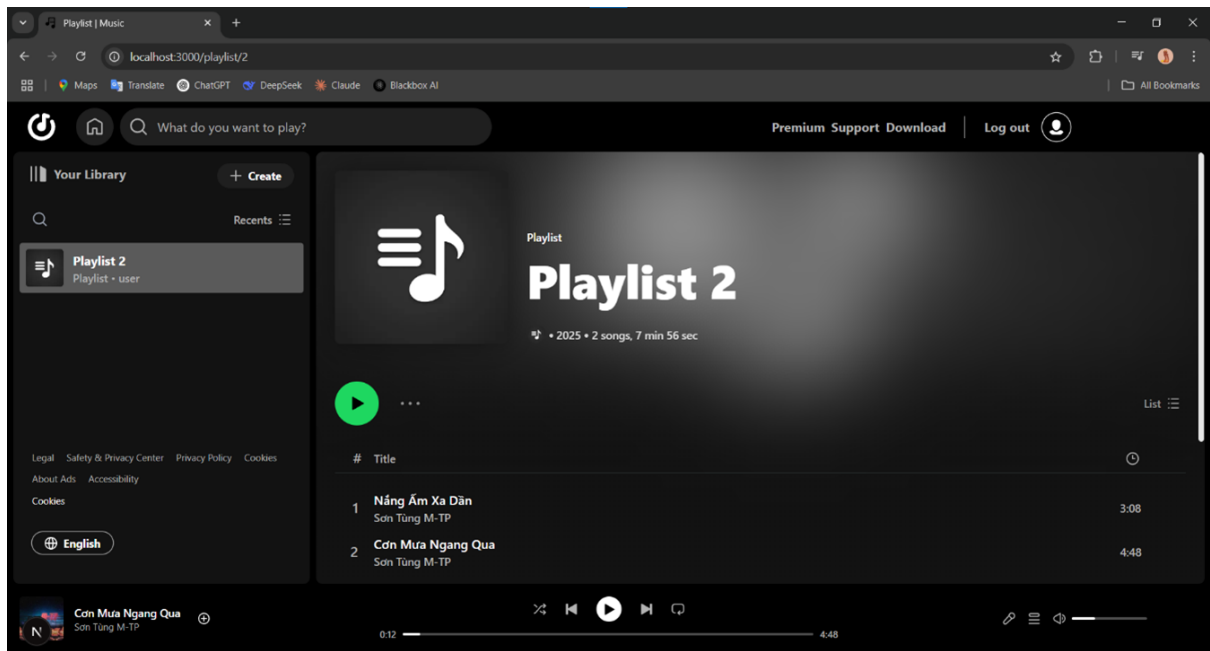 Playlist | Music
localhost:3000/playlist/2
Maps Translate ChatGPT DeepSeek Claude Blackbox AI All Bookmarks
What do you want to play?
Premium Support Download Log out
Your Library
+ Create
Recents
Playlist 2
Playlist • user
Legal Safety & Privacy Center Privacy Policy Cookies
About Ads Accessibility
Cookies
English
Playlist
Playlist 2
• 2025 • 2 songs, 7 min 56 sec
List
# Title
1 Nắng Ấm Xa Dần 3:08
Sơn Tùng M-TP
2 Cơn Mưa Ngang Qua 4:48
Sơn Tùng M-TP
Cơn Mưa Ngang Qua
Sơn Tùng M-TP
N
0:12 4:48